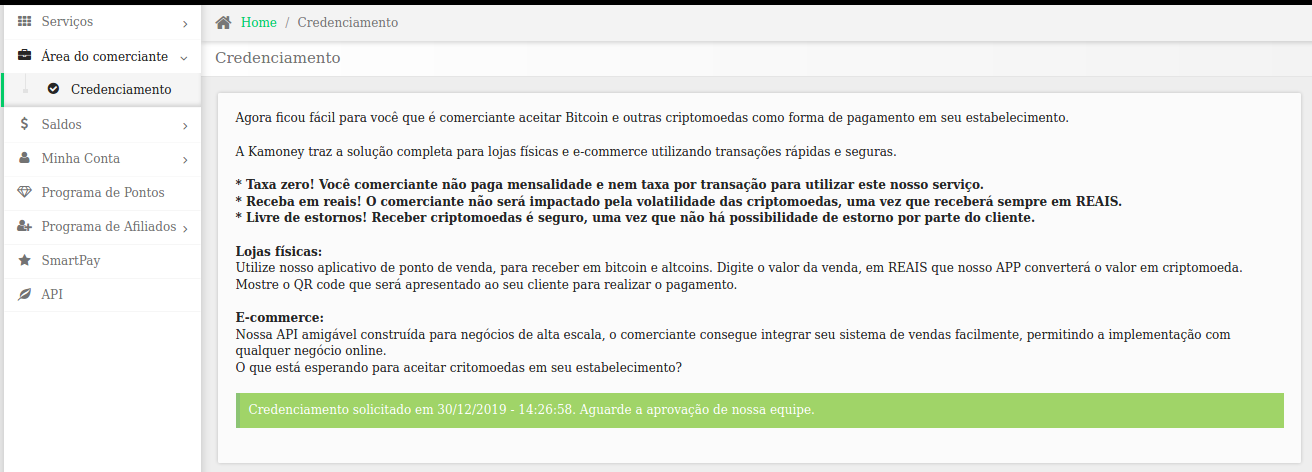 Serviços
Área do comerciante
Credenciamento
Saldos
Minha Conta
Programa de Pontos
Programa de Afiliados
SmartPay
API
Home / Credenciamento
Credenciamento
Agora ficou fácil para você que é comerciante aceitar Bitcoin e outras criptomoedas como forma de pagamento em seu estabelecimento.
A Kamoney traz a solução completa para lojas físicas e e-commerce utilizando transações rápidas e seguras.
* Taxa zero! Você comerciante não paga mensalidade e nem taxa por transação para utilizar este nosso serviço.
* Receba em reais! O comerciante não será impactado pela volatilidade das criptomoedas, uma vez que receberá sempre em REAIS.
* Livre de estornos! Receber criptomoedas é seguro, uma vez que não há possibilidade de estorno por parte do cliente.
Lojas físicas:
Utilize nosso aplicativo de ponto de venda, para receber em bitcoin e altcoins. Digite o valor da venda, em REAIS que nosso APP converterá o valor em criptomoeda.
Mostre o QR code que será apresentado ao seu cliente para realizar o pagamento.
E-commerce:
Nossa API amigável construída para negócios de alta escala, o comerciante consegue integrar seu sistema de vendas facilmente, permitindo a implementação com
qualquer negócio online.
O que está esperando para aceitar critomoedas em seu estabelecimento?
Credenciamento solicitado em 30/12/2019 - 14:26:58. Aguarde a aprovação de nossa equipe.